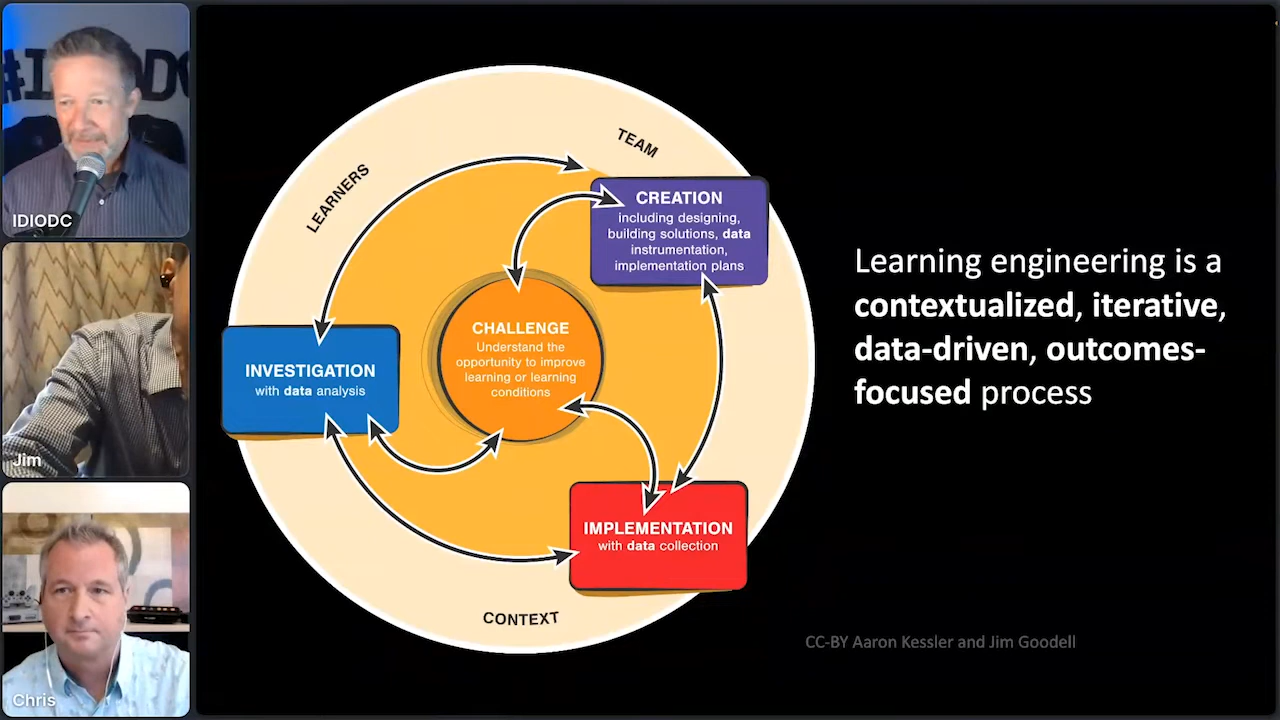 IDIODC
Jim
Chris
LEARNERS
TEAM
CONTEXT
CREATION
including designing,
building solutions, data
instrumentation,
implementation plans
CHALLENGE
Understand the
opportunity to improve
learning or learning
conditions
INVESTIGATION
with data analysis
IMPLEMENTATION
with data collection
Learning engineering is a
contextualized, iterative,
data-driven, outcomes-
focused process
CC-BY Aaron Kessler and Jim Goodell